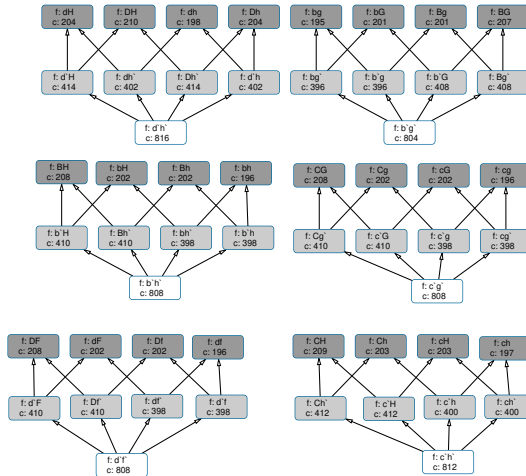 f: dH
c: 204
f: DH
c: 210
f: dh
c: 198
f: Dh
c: 204
f: d`H
c: 414
f: dh`
c: 402
f: Dh`
c: 414
f: d`h
c: 402
f: d`h`
c: 816
f: bg
c: 195
f: bG
c: 201
f: Bg
c: 201
f: BG
c: 207
f: bg`
c: 396
f: b`g
c: 396
f: b`G
c: 408
f: Bg`
c: 408
f: b`g`
c: 804
f: BH
c: 208
f: bH
c: 202
f: Bh
c: 202
f: bh
c: 196
f: b`H
c: 410
f: Bh`
c: 410
f: bh`
c: 398
f: b`h
c: 398
f: b`h`
c: 808
f: CG
c: 208
f: Cg
c: 202
f: cG
c: 202
f: cg
c: 196
f: Cg`
c: 410
f: c`G
c: 410
f: c`g
c: 398
f: cg`
c: 398
f: c`g`
c: 808
f: DF
c: 208
f: dF
c: 202
f: Df
c: 202
f: df
c: 196
f: d`F
c: 410
f: Df`
c: 410
f: df`
c: 398
f: d`f
c: 398
f: d`f`
c: 808
f: CH
c: 209
f: Ch
c: 203
f: cH
c: 203
f: ch
c: 197
f: Ch`
c: 412
f: c`H
c: 412
f: c`h
c: 400
f: ch`
c: 400
f: c`h`
c: 812